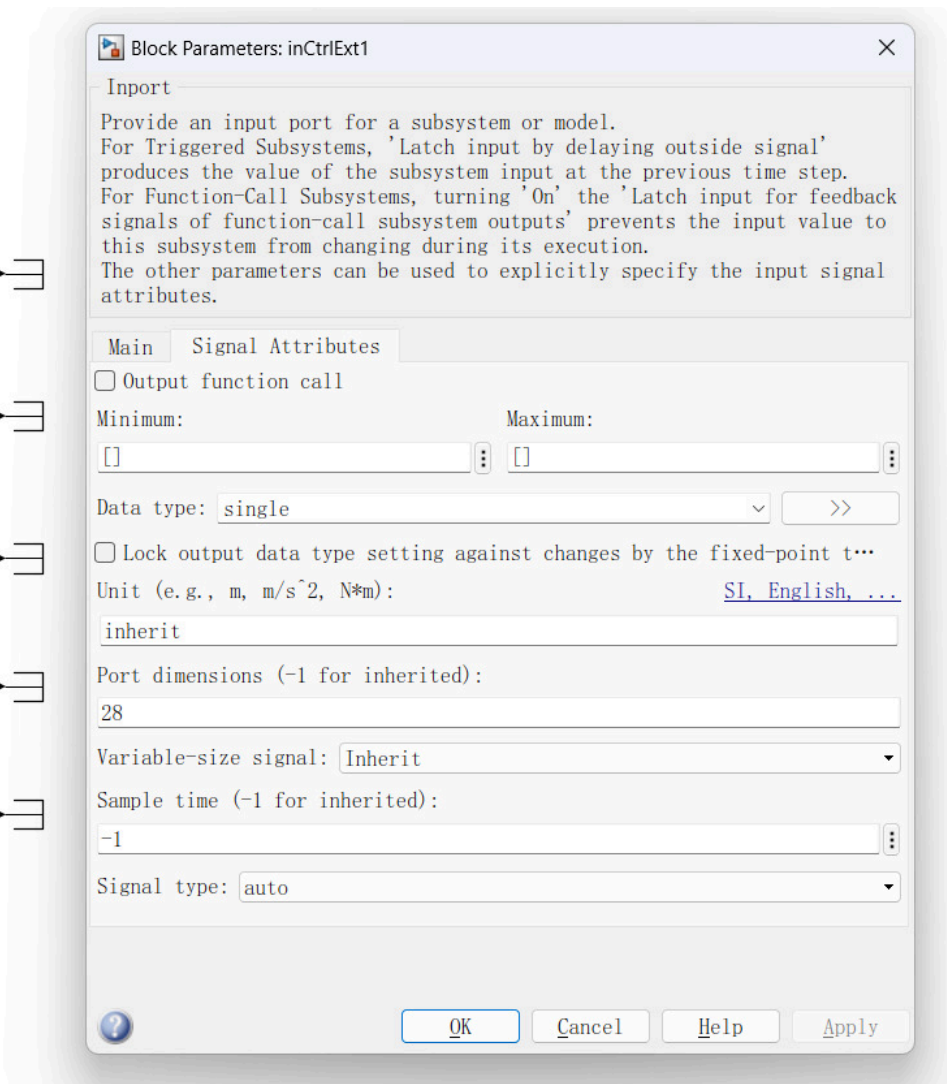 Block Parameters: inCtrlExt1
Inport
Provide an input port for a subsystem or model.
For Triggered Subsystems, 'Latch input by delaying outside signal'
produces the value of the subsystem input at the previous time step.
For Function-Call Subsystems, turning 'On' the 'Latch input for feedback
signals of function-call subsystem outputs' prevents the input value to
this subsystem from changing during its execution.
The other parameters can be used to explicitly specify the input signal
attributes.
Main Signal Attributes
Output function call
Minimum: Maximum:
[] []
Data type: single >>
Lock output data type setting against changes by the fixed-point t…
Unit (e.g., m, m/s^2, N*m): SI, English, ...
inherit
Port dimensions (-1 for inherited):
28
Variable-size signal: Inherit
Sample time (-1 for inherited):
-1
Signal type: auto
? OK Cancel Help Apply